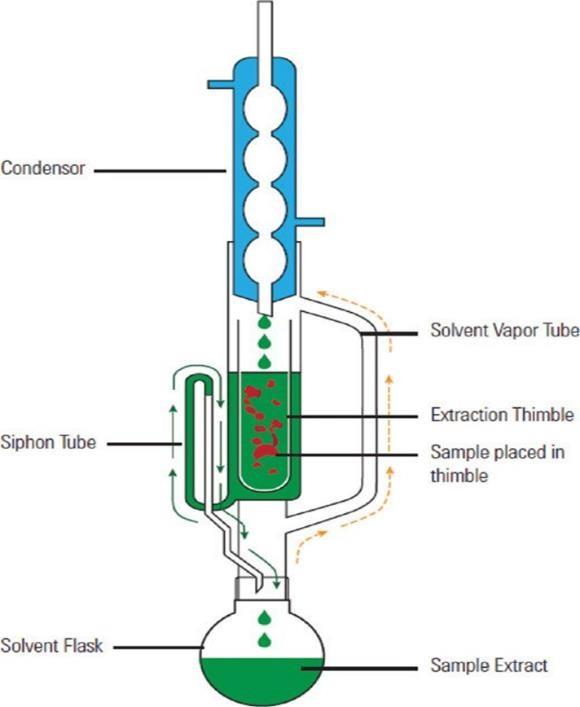 Condensor
Solvent Vapor Tube
Extraction Thimble
Siphon Tube
Sample placed in
thimble
Solvent Flask
Sample Extract